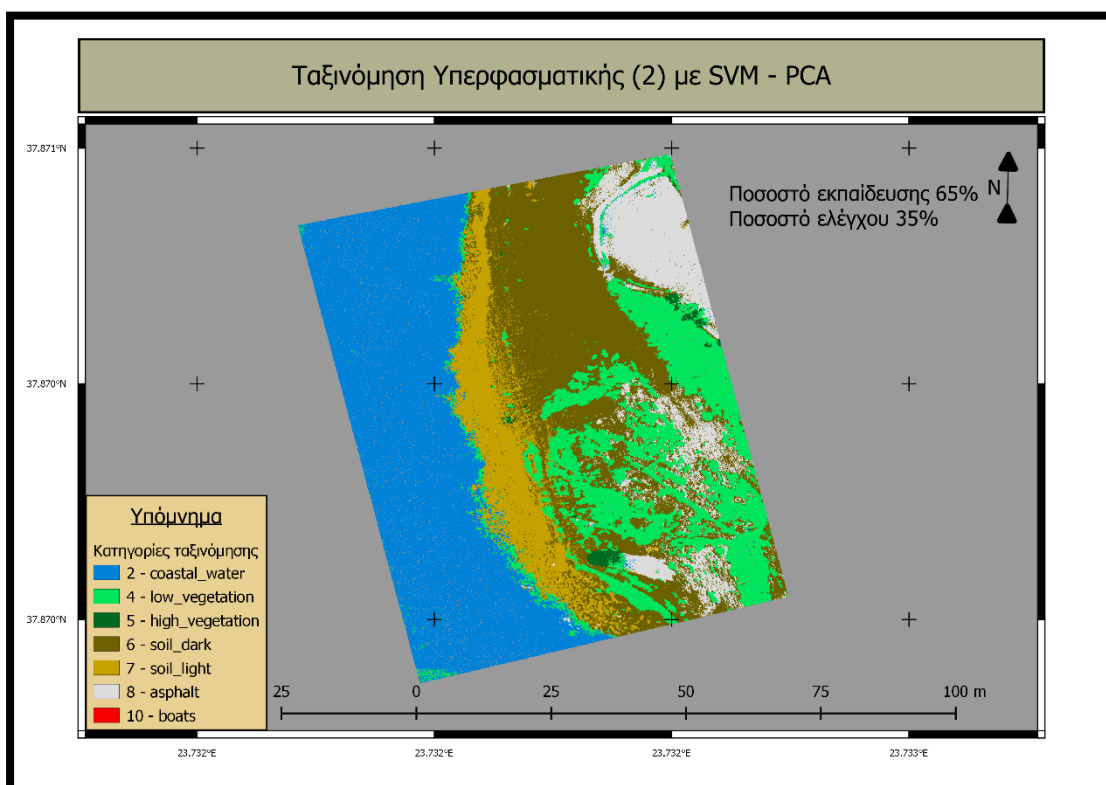 Ταξινόμηση Υπερφασματικής (2) με SVM - PCA
37.871°N
Ποσοστό εκπαίδευσης 65%
N
Ποσοστό ελέγχου 35%
37.870°N
Υπόμνημα
Κατηγορίες ταξινόμησης
2 - coastal_water
4 - low_vegetation
5 - high_vegetation
6 - soil_dark
7 - soil_light
8 - asphalt
10 - boats
37.870°N
25 0 25 50 75 100 m
23.732°E 23.732°E 23.732°E 23.733°E